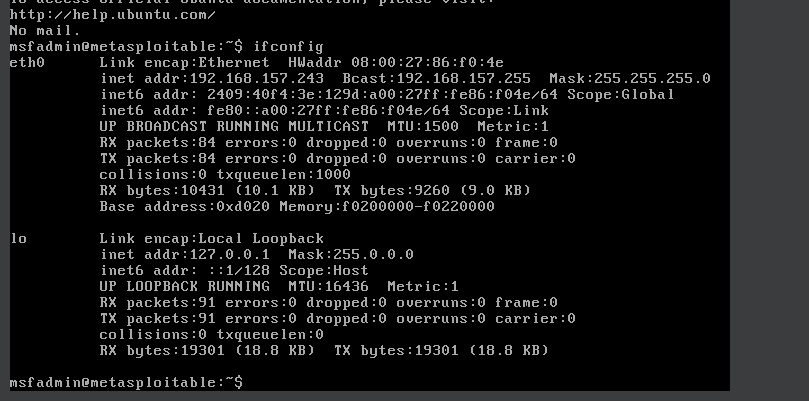 To access official Ubuntu documentation, please visit:
http://help.ubuntu.com/
No mail.
msfadmin@metasploitable:~$ ifconfig
eth0      Link encap:Ethernet  HWaddr 08:00:27:86:f0:4e
          inet addr:192.168.157.243  Bcast:192.168.157.255  Mask:255.255.255.0
          inet6 addr: 2409:40f4:3e:129d:a00:27ff:fe86:f04e/64 Scope:Global
          inet6 addr: fe80::a00:27ff:fe86:f04e/64 Scope:Link
          UP BROADCAST RUNNING MULTICAST  MTU:1500  Metric:1
          RX packets:84 errors:0 dropped:0 overruns:0 frame:0
          TX packets:84 errors:0 dropped:0 overruns:0 carrier:0
          collisions:0 txqueuelen:1000
          RX bytes:10431 (10.1 KB)  TX bytes:9260 (9.0 KB)
          Base address:0xd020 Memory:f0200000-f0220000
lo        Link encap:Local Loopback
          inet addr:127.0.0.1  Mask:255.0.0.0
          inet6 addr: ::1/128 Scope:Host
          UP LOOPBACK RUNNING  MTU:16436  Metric:1
          RX packets:91 errors:0 dropped:0 overruns:0 frame:0
          TX packets:91 errors:0 dropped:0 overruns:0 carrier:0
          collisions:0 txqueuelen:0
          RX bytes:19301 (18.8 KB)  TX bytes:19301 (18.8 KB)
msfadmin@metasploitable:~$